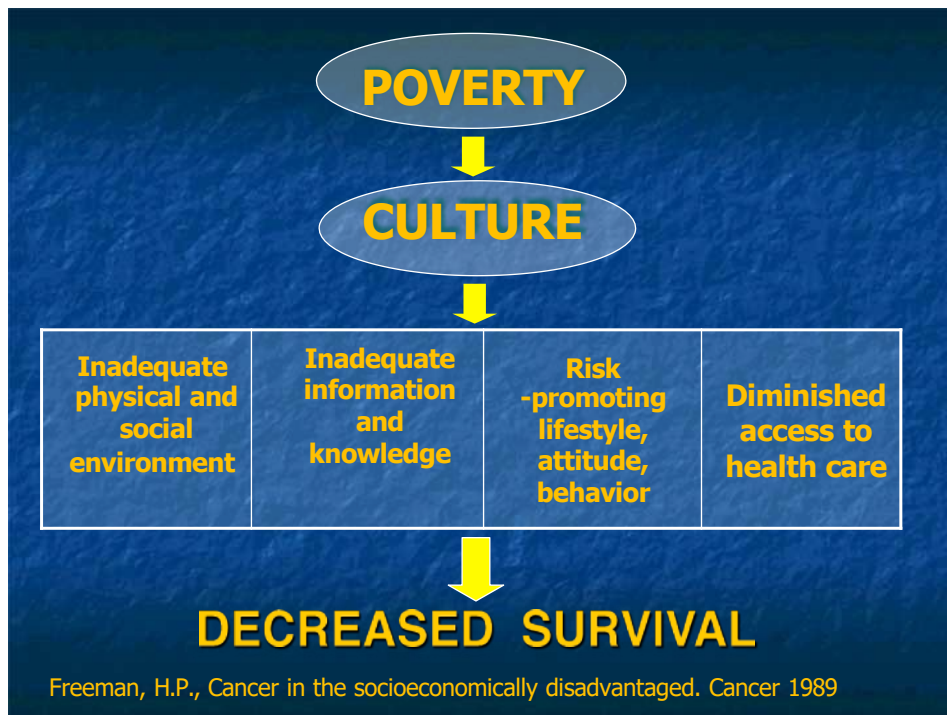 POVERTY
CULTURE
Inadequate
physical and
social
environment
Inadequate
information
and
knowledge
Risk
-promoting
lifestyle,
attitude,
behavior
Diminished
access to
health care
DECREASED SURVIVAL
Freeman, H.P., Cancer in the socioeconomically disadvantaged. Cancer 1989